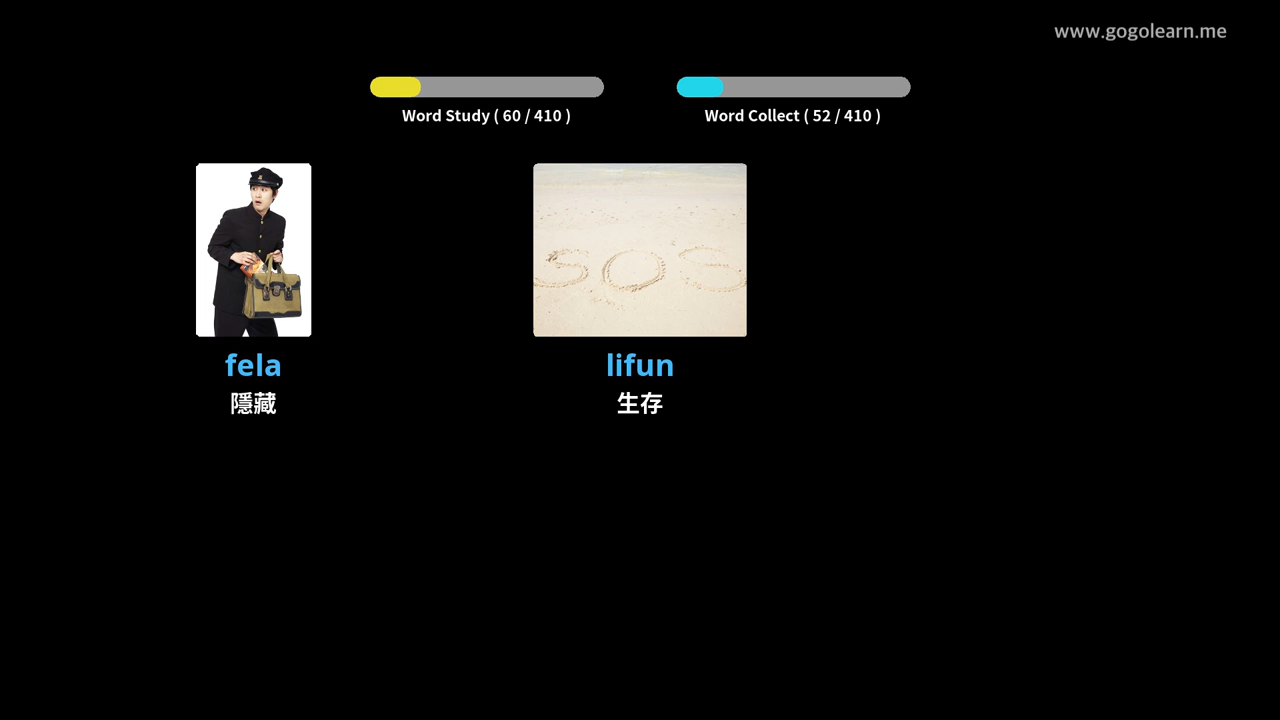 www.gogolearn.me
Word Study ( 60 / 410 )
Word Collect ( 52 / 410 )
SOS
fela
隱藏
lifun
生存